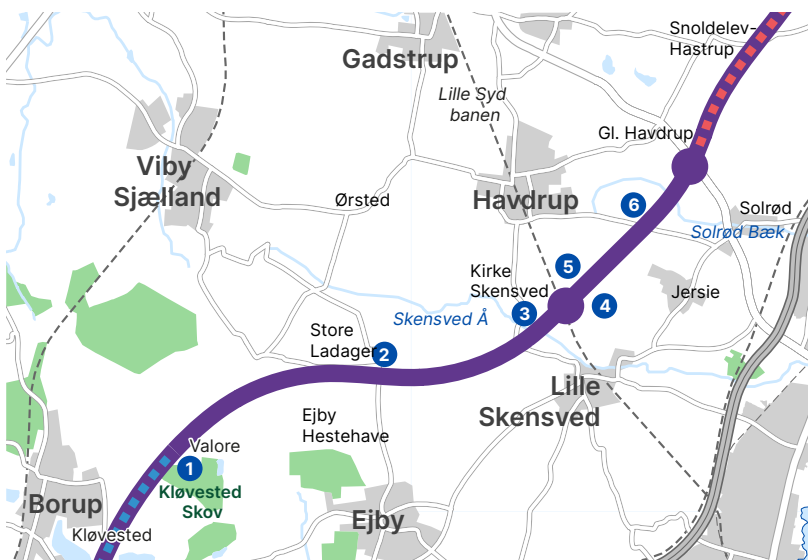 Snoldelev-
Hastrup
Gadstrup
Lille Syd
banen
Gl. Havdrup
Viby
Sjælland
Ørsted
Havdrup
6
Solrød
Solrød Bæk
5
Kirke
Skensved
Jersie
3
4
Skensved Å
Store
Ladager
2
Lille
Skensved
Ejby
Hestehave
Valore
1
Kløvested
Skov
Borup
Ejby
Kløvested